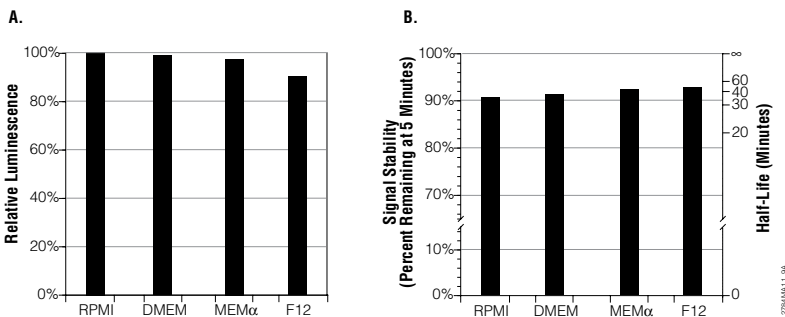 A.
Relative Luminescence
100%
80%
60%
40%
20%
0%
RPMI DMEM MEMα F12
B.
Signal Stability
(Percent Remaining at 5 Minutes)
100%
90%
80%
70%
10%
0%
∞
60
40
30
20
0
Half-Life (Minutes)
RPMI DMEM MEMα F12